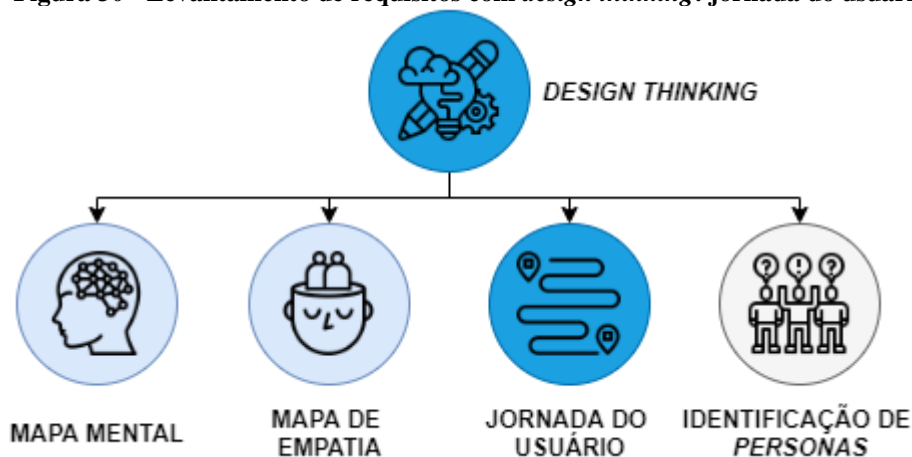 DESIGN THINKING
MAPA MENTAL
MAPA DE
EMPATIA
JORNADA DO
USUÁRIO
IDENTIFICAÇÃO DE
PERSONAS